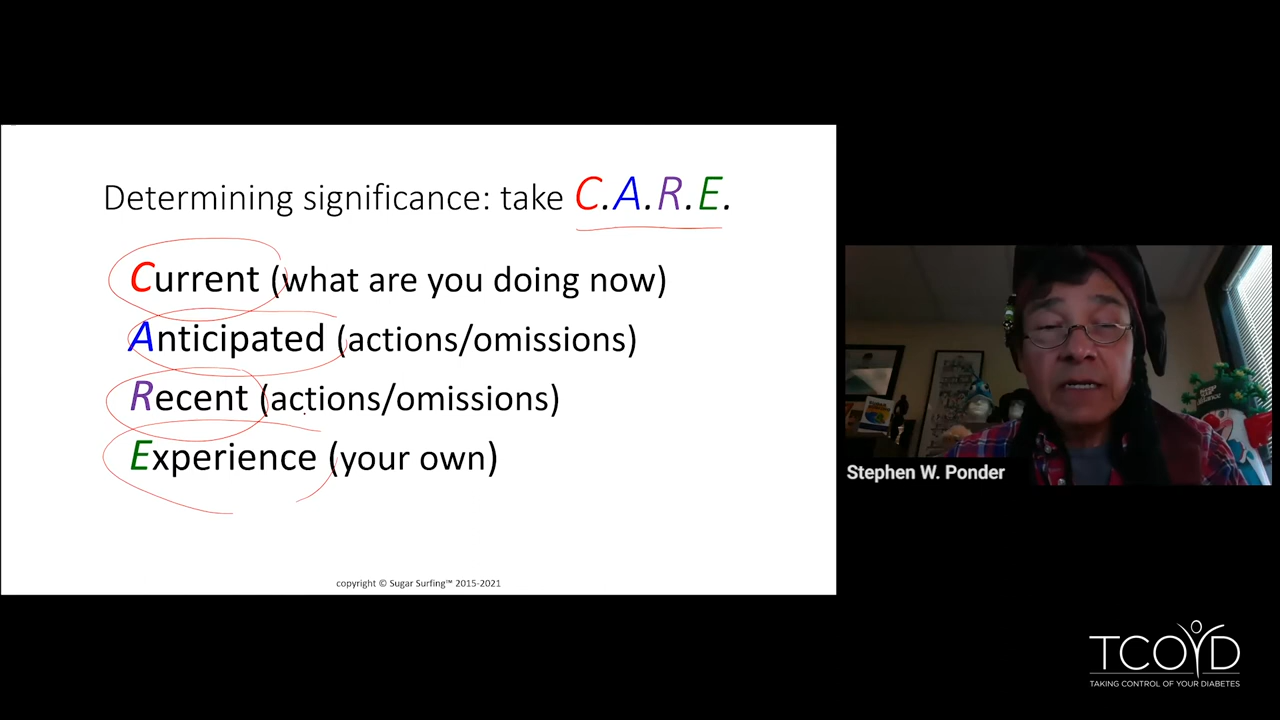 Determining significance: take C.A.R.E.
Current (what are you doing now)
Anticipated (actions/omissions)
Recent (actions/omissions)
Experience (your own)
copyright © Sugar Surfing™ 2015-2021
Stephen W. Ponder
TCOYD
TAKING CONTROL OF YOUR DIABETES